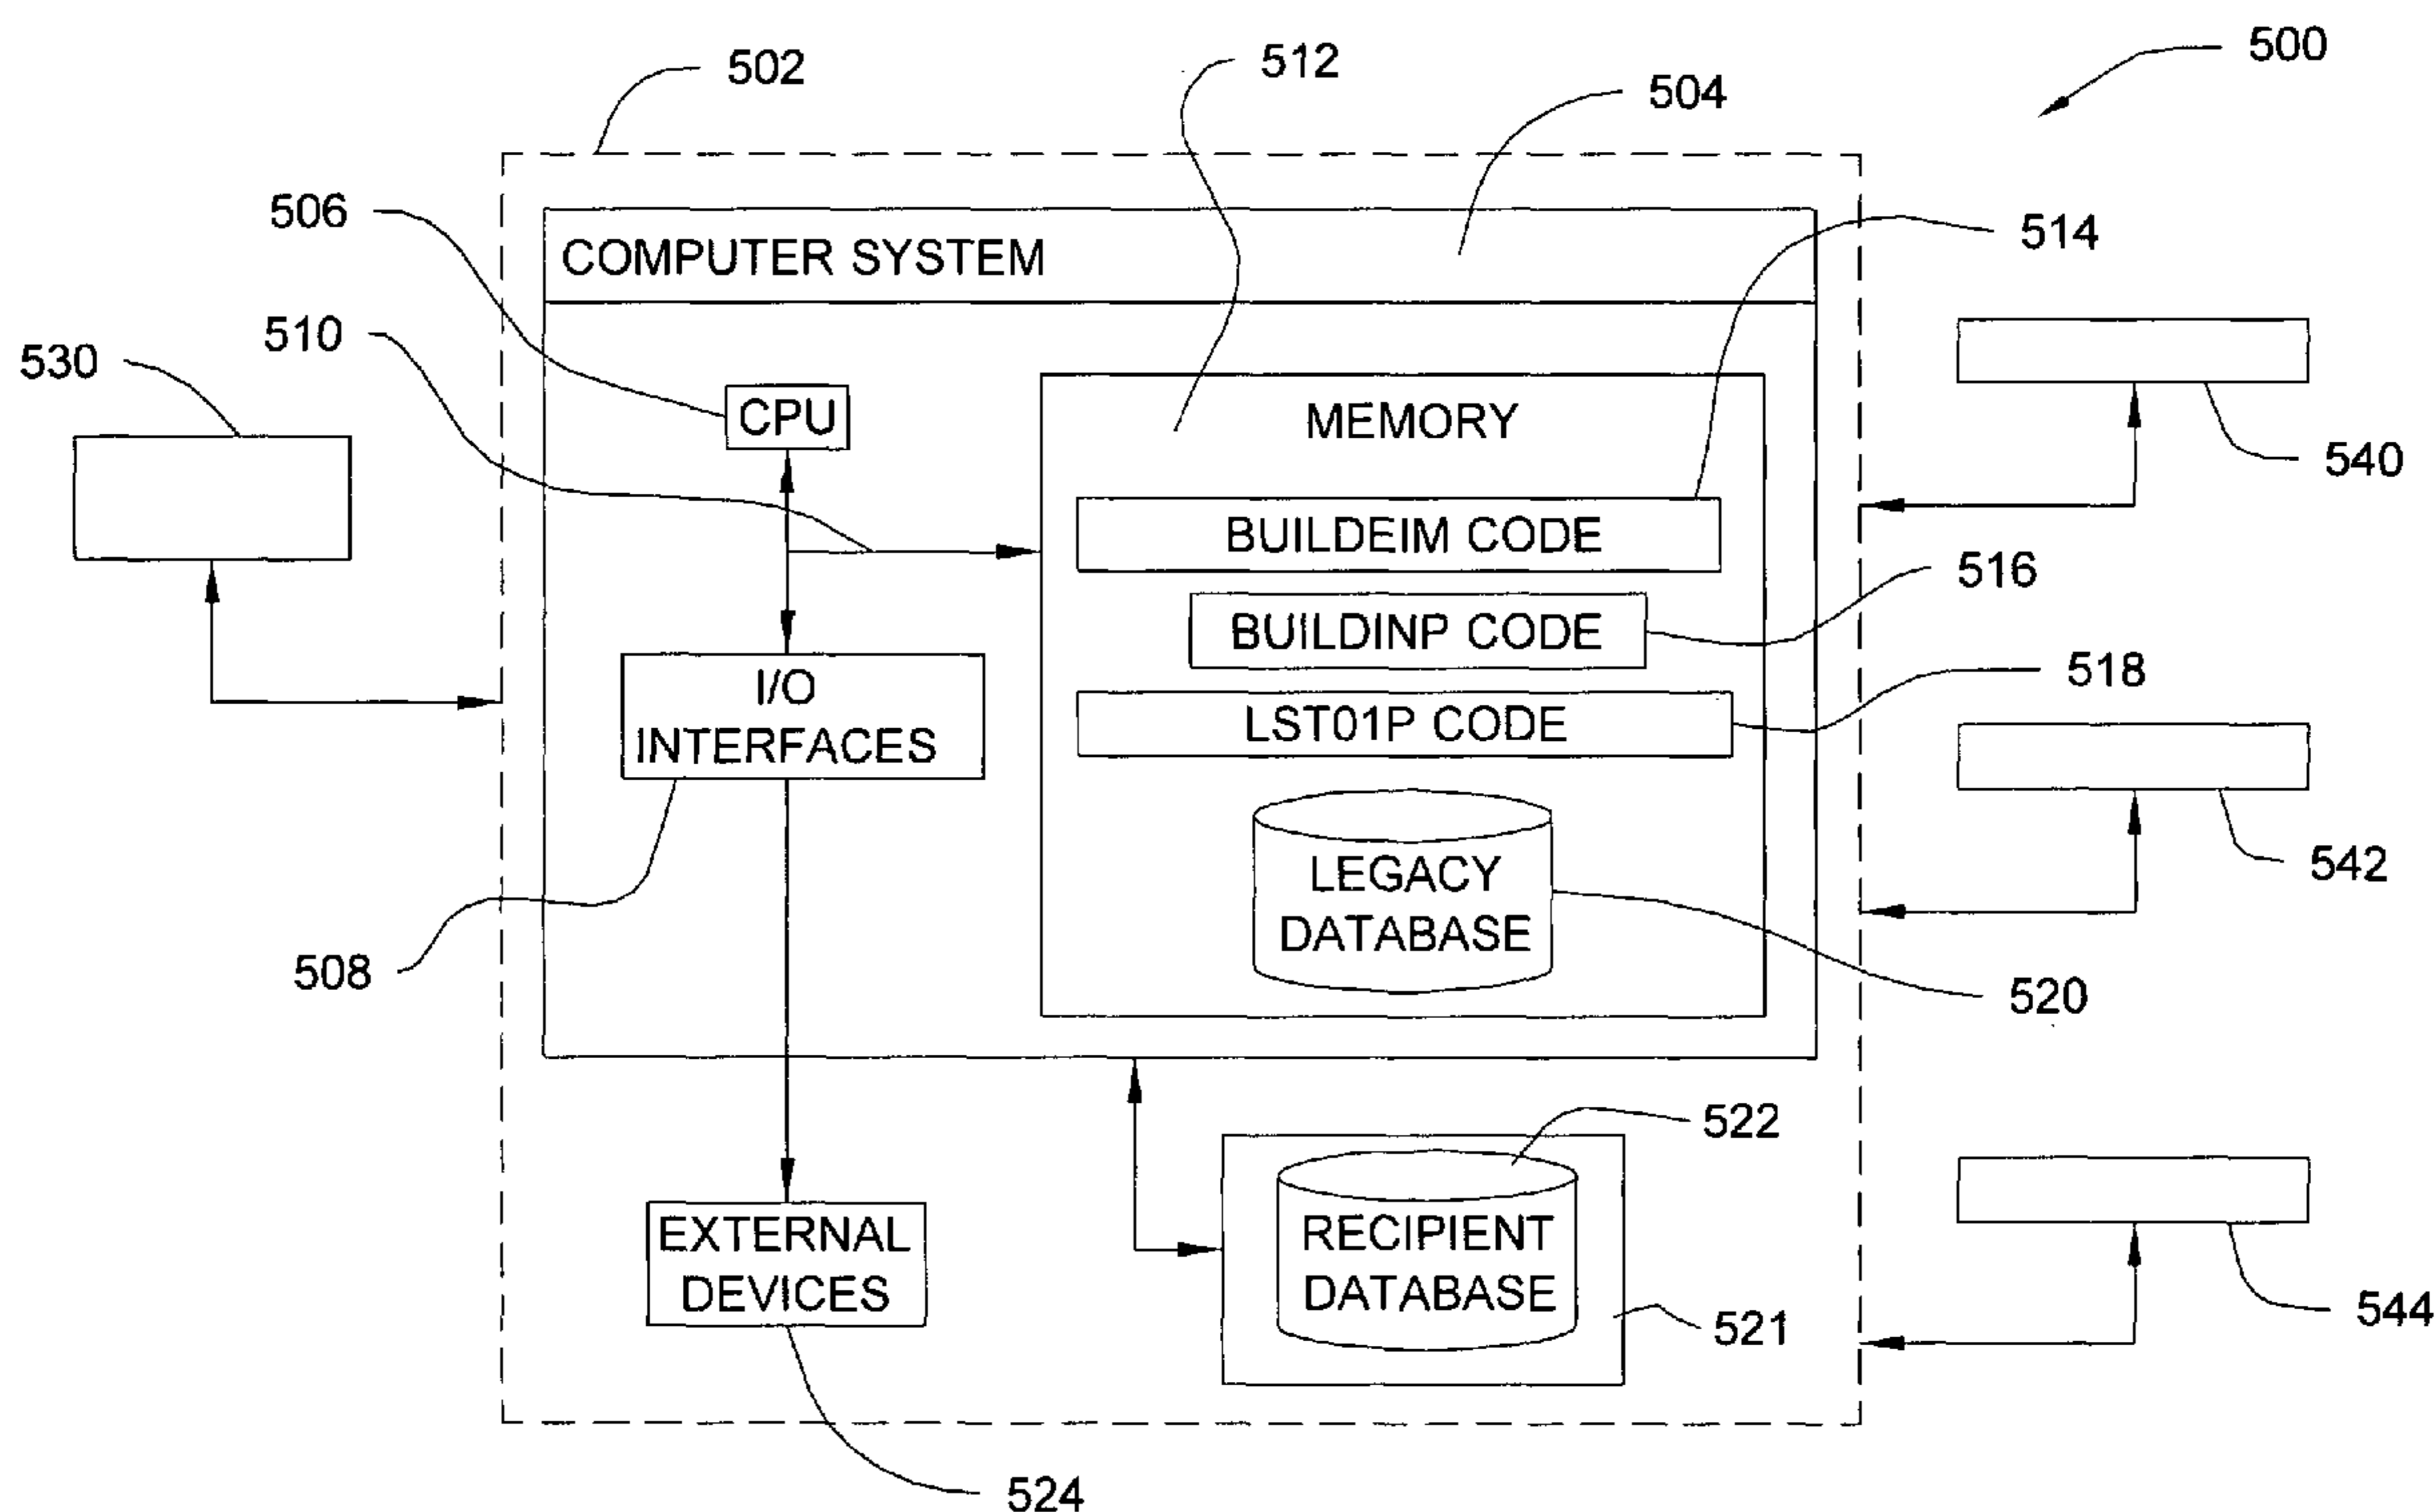 500
502
512
504
506
COMPUTER SYSTEM
514
510
530
CPU
MEMORY
540
BUILDEIM CODE
516
BUILDINP CODE
518
I/O
INTERFACES
LST01P CODE
542
LEGACY
DATABASE
508
520
522
EXTERNAL
DEVICES
RECIPIENT
DATABASE
521
544
524